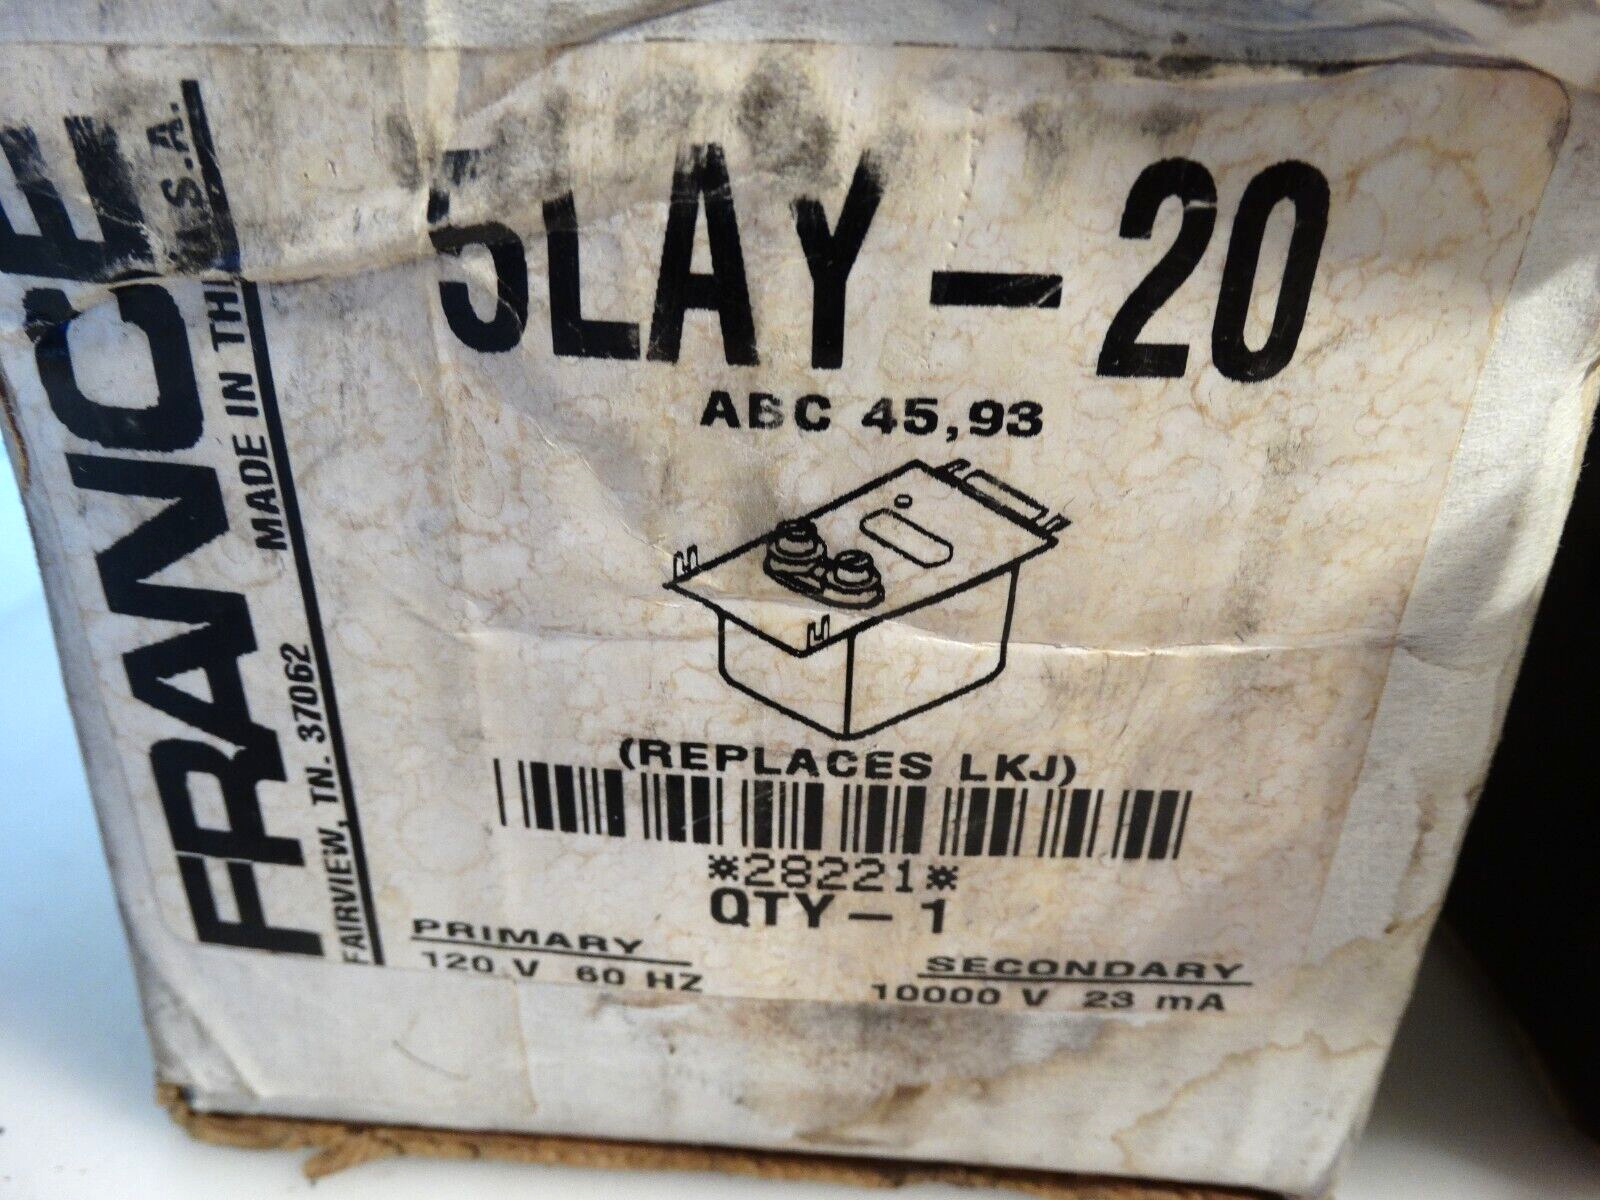 FRANCE
MADE IN THE U.S.A.
FAIRVIEW, TN. 37062
5LAY-20
ABC 45,93
(REPLACES LKJ)
*28221*
QTY-1
PRIMARY
120 V 60 HZ
SECONDARY
10000 V 23 mA